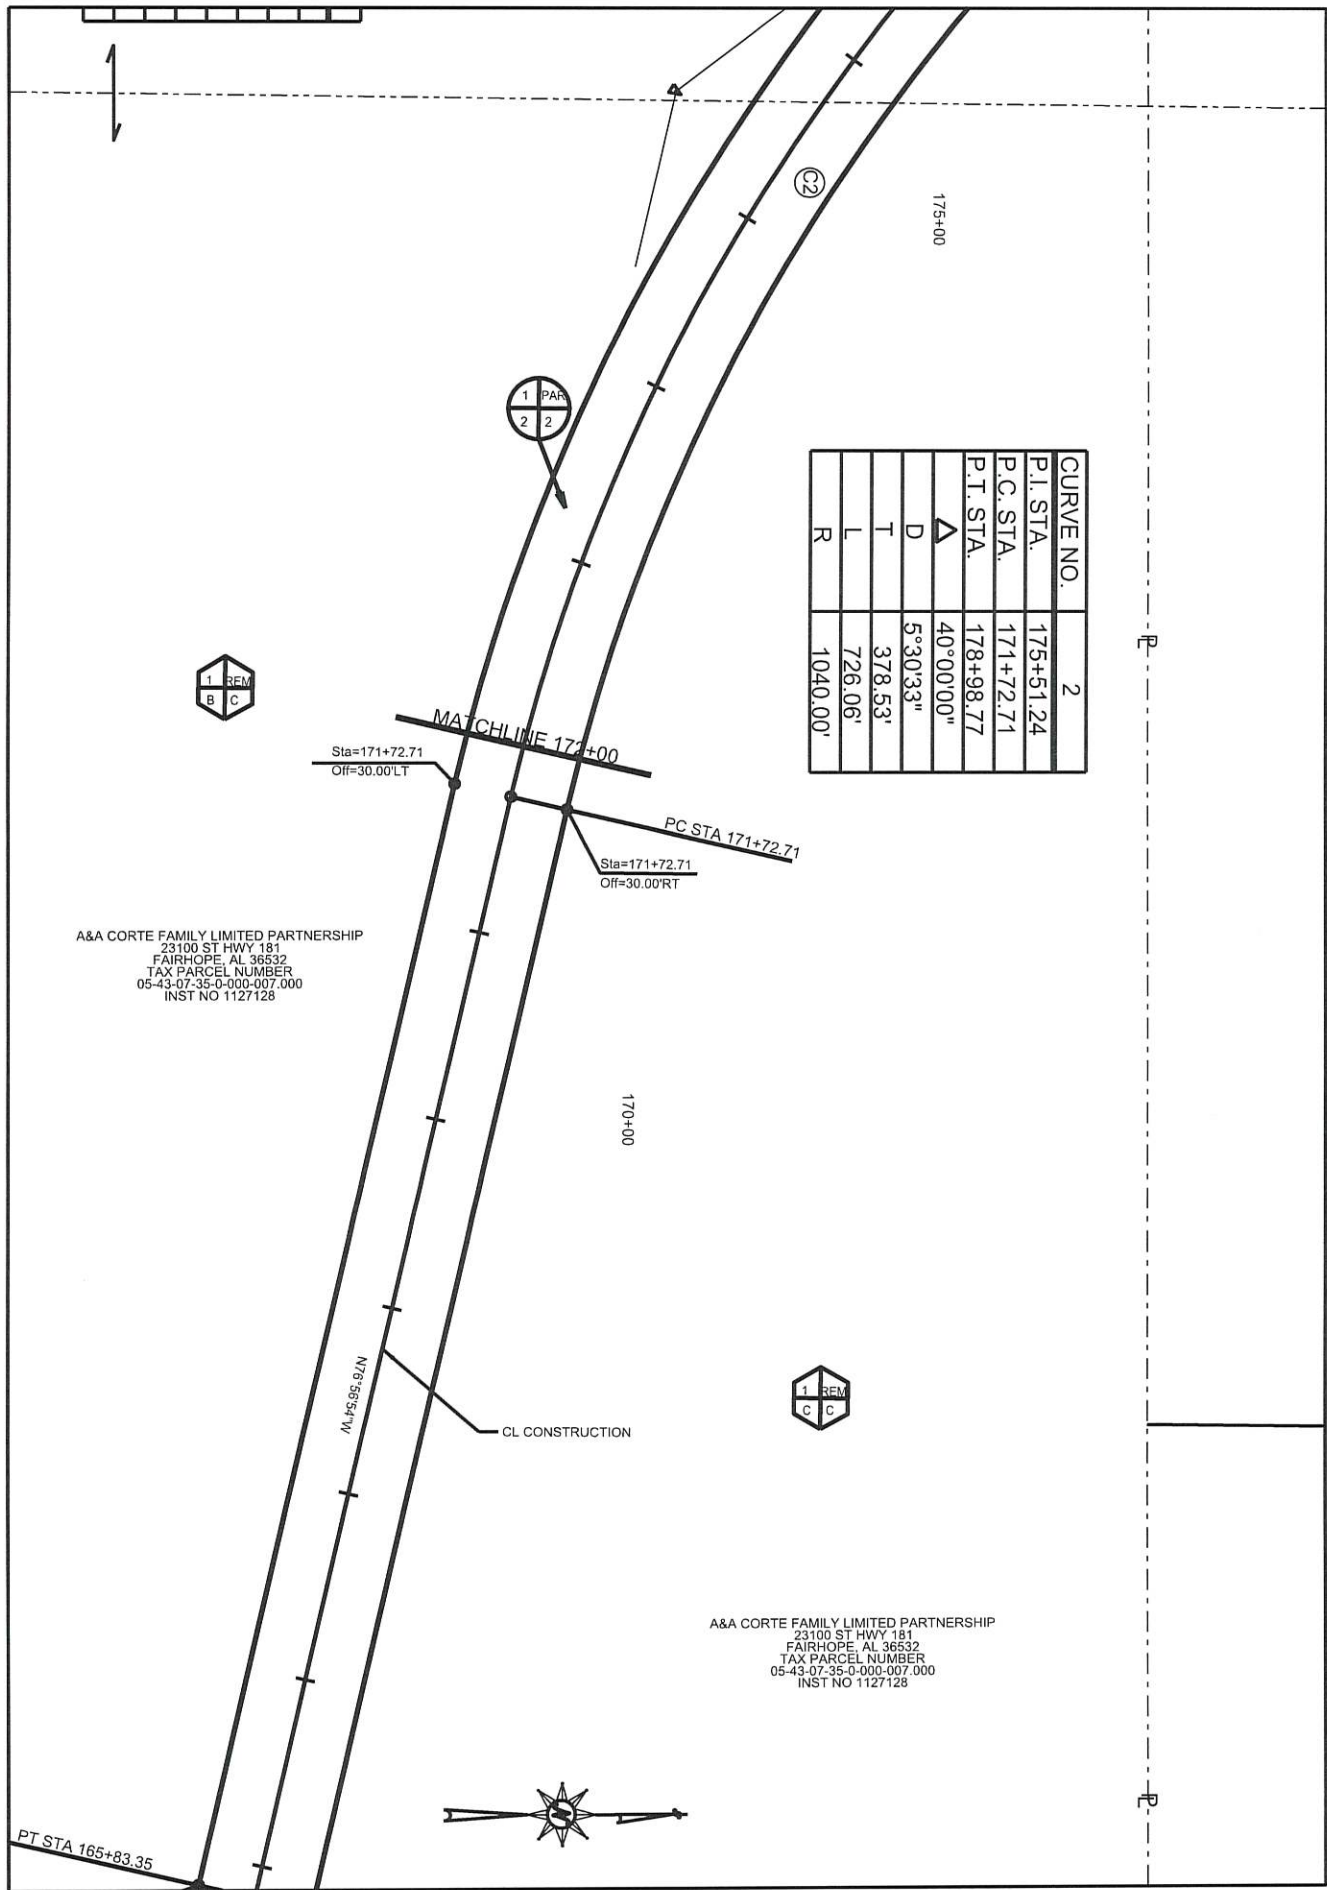 175+00
C2
1 PAR
2 2
CURVE NO. 2
P.I. STA. 175+51.24
P.C. STA. 171+72.71
P.T. STA. 178+98.77
Δ 40°00'00"
D 5°30'33"
T 378.53'
L 726.06'
R 1040.00'
PL
1 REM
B C
MATCHLINE 172+00
Sta=171+72.71
Off=30.00'LT
PC STA 171+72.71
Sta=171+72.71
Off=30.00'RT
A&A CORTE FAMILY LIMITED PARTNERSHIP
23100 ST HWY 181
FAIRHOPE, AL 36532
TAX PARCEL NUMBER
05-43-07-35-0-000-007.000
INST NO 1127128
170+00
N76°56'54"W
CL CONSTRUCTION
1 REM
C C
A&A CORTE FAMILY LIMITED PARTNERSHIP
23100 ST HWY 181
FAIRHOPE, AL 36532
TAX PARCEL NUMBER
05-43-07-35-0-000-007.000
INST NO 1127128
N
PL
PT STA 165+83.35